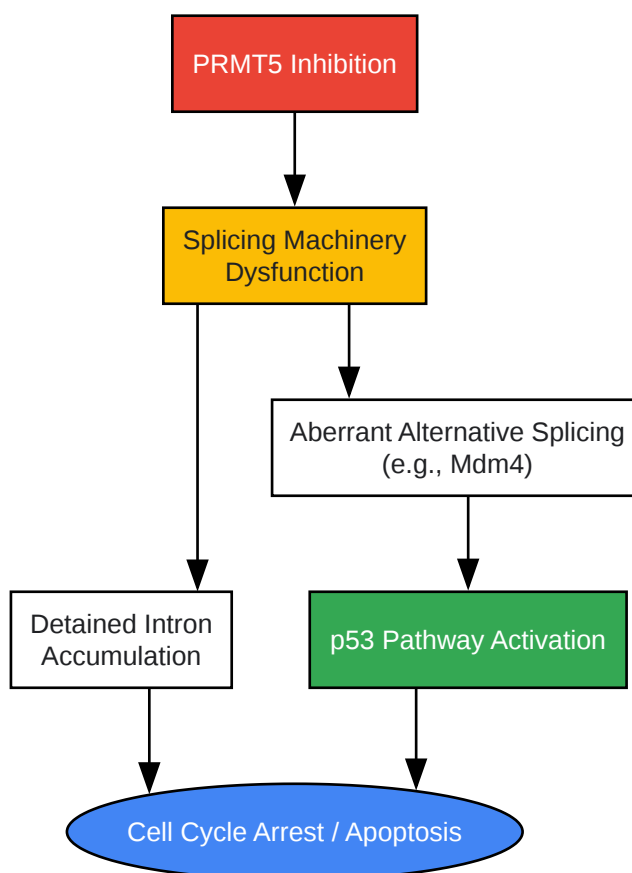 PRMT5 Inhibition
Splicing Machinery
Dysfunction
Aberrant Alternative Splicing
(e.g., Mdm4)
Detained Intron
Accumulation
p53 Pathway Activation
Cell Cycle Arrest / Apoptosis